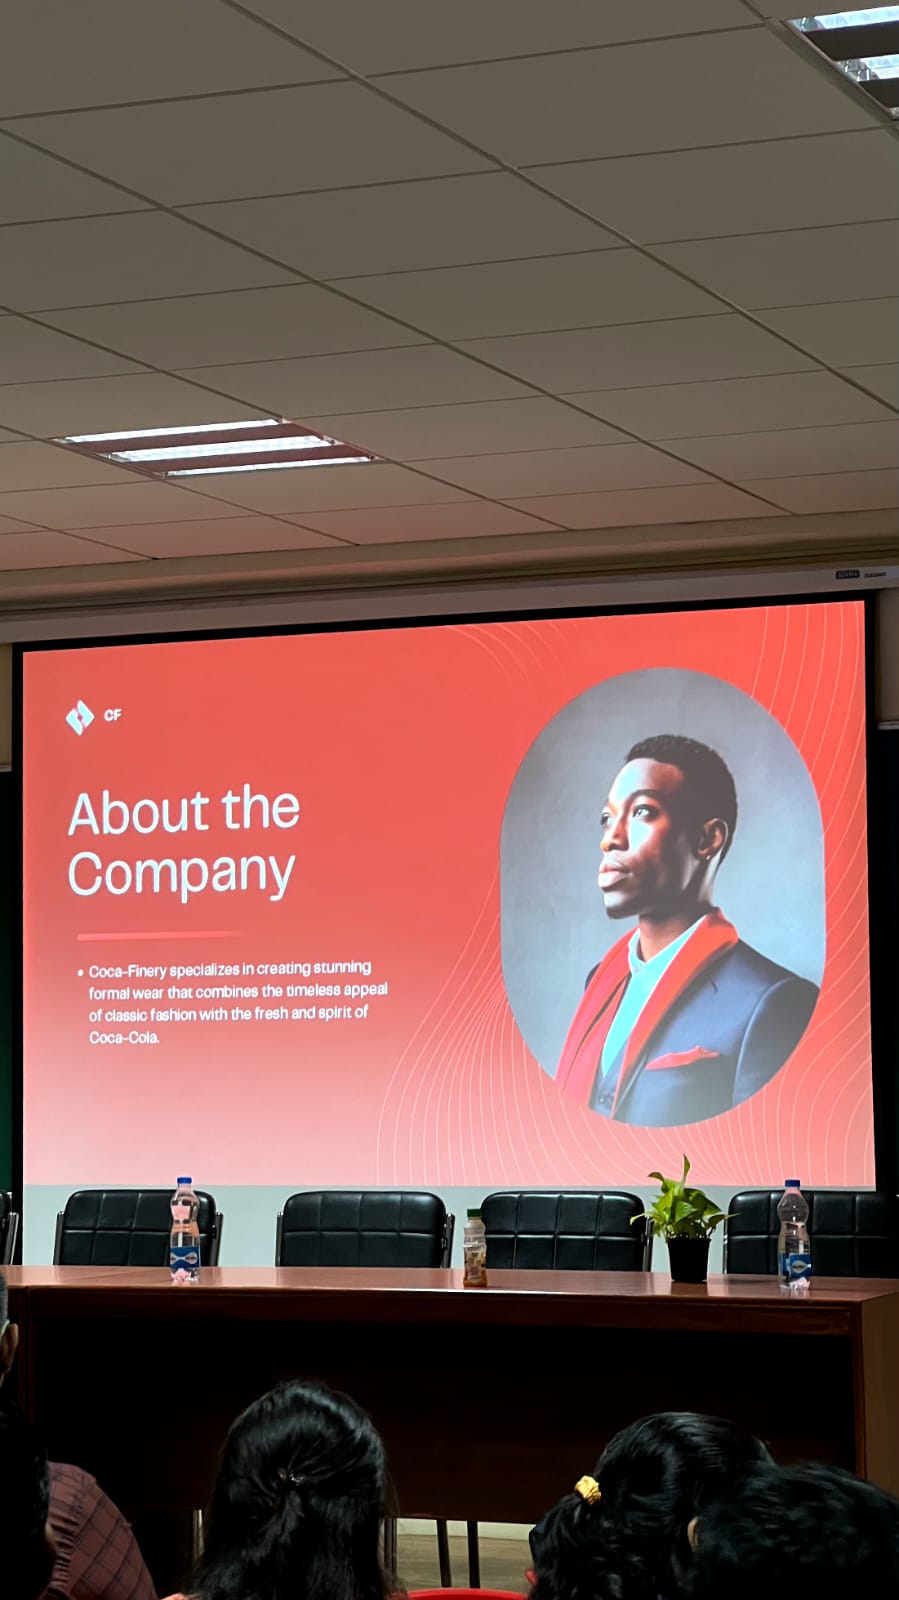 ELEGANT
CF
About the
Company
• Coca-Finery specializes in creating stunning
formal wear that combines the timeless appeal
of classic fashion with the fresh and spirit of
Coca-Cola.